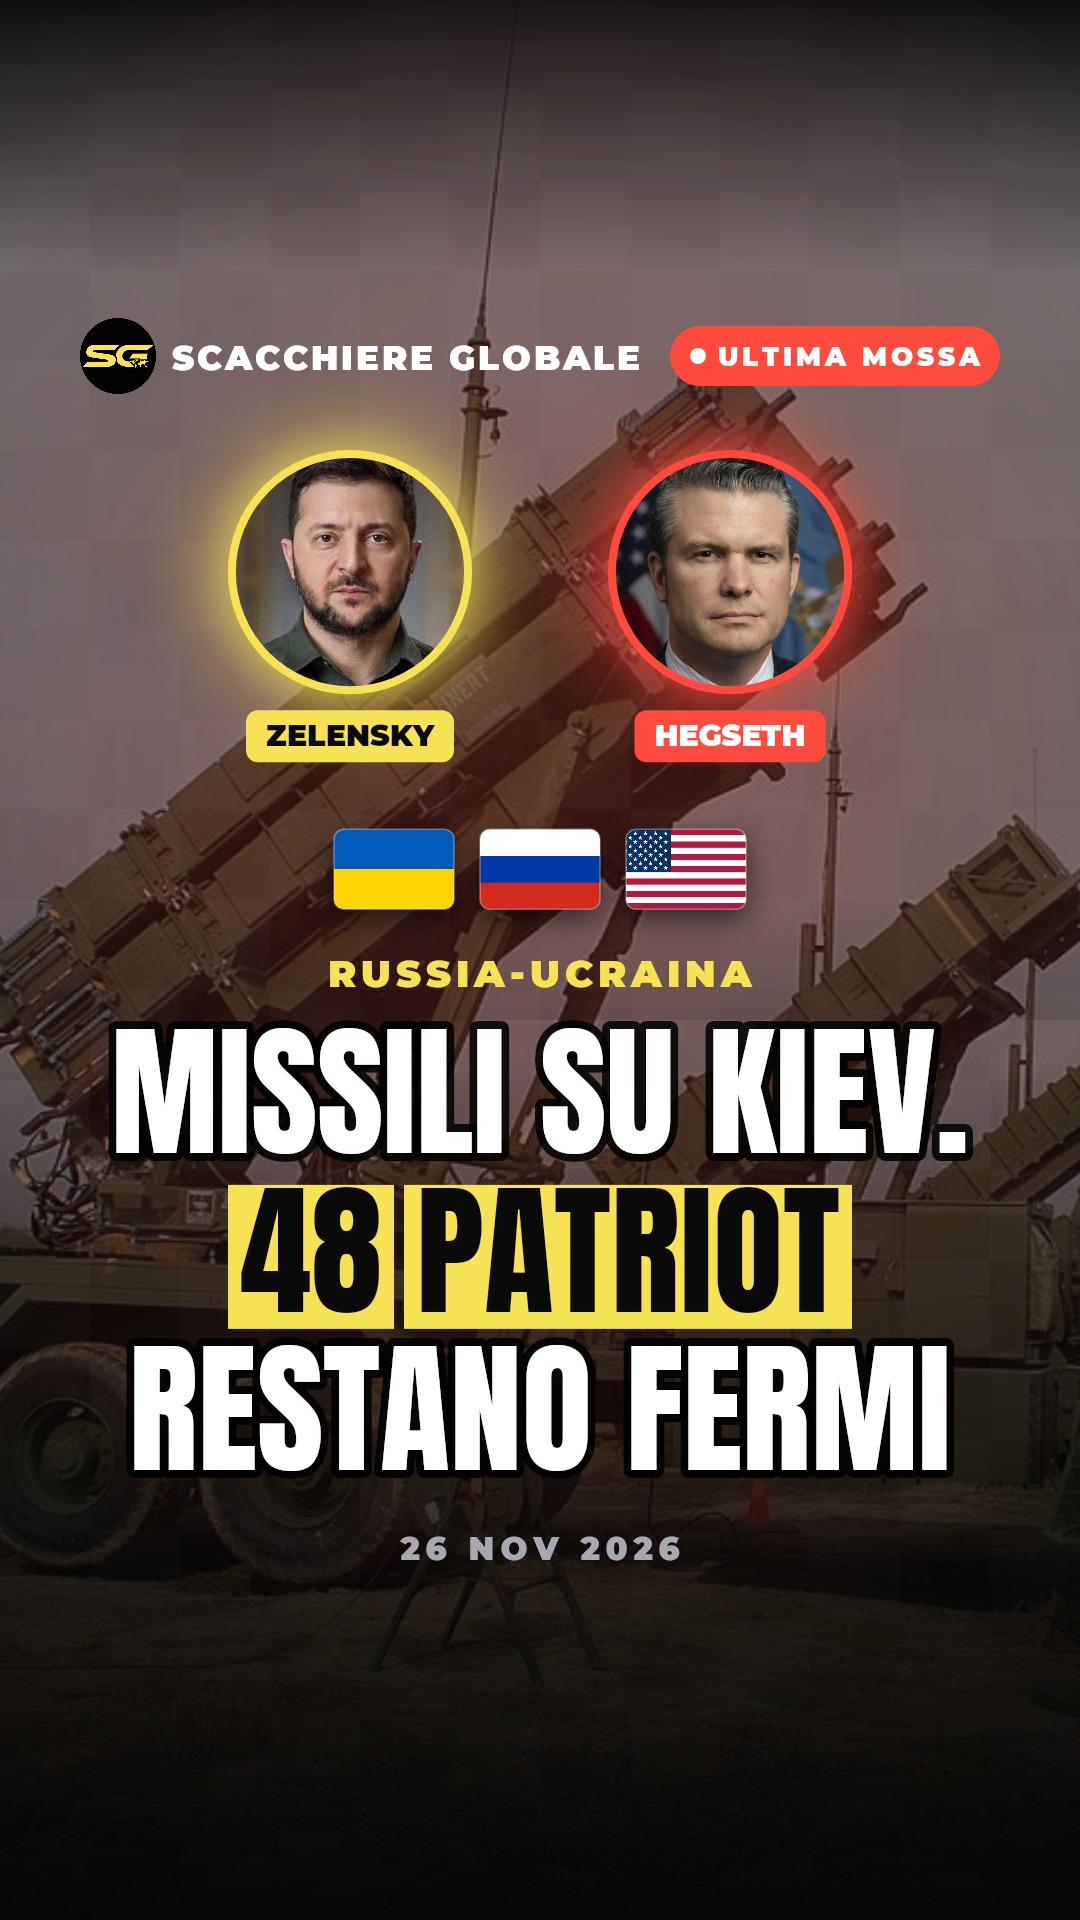 SG SCACCHIERE GLOBALE
ULTIMA MOSSA
INERT
ZELENSKY
HEGSETH
RUSSIA-UCRAINA
MISSILI SU KIEV.
48 PATRIOT
RESTANO FERMI
26 NOV 2026